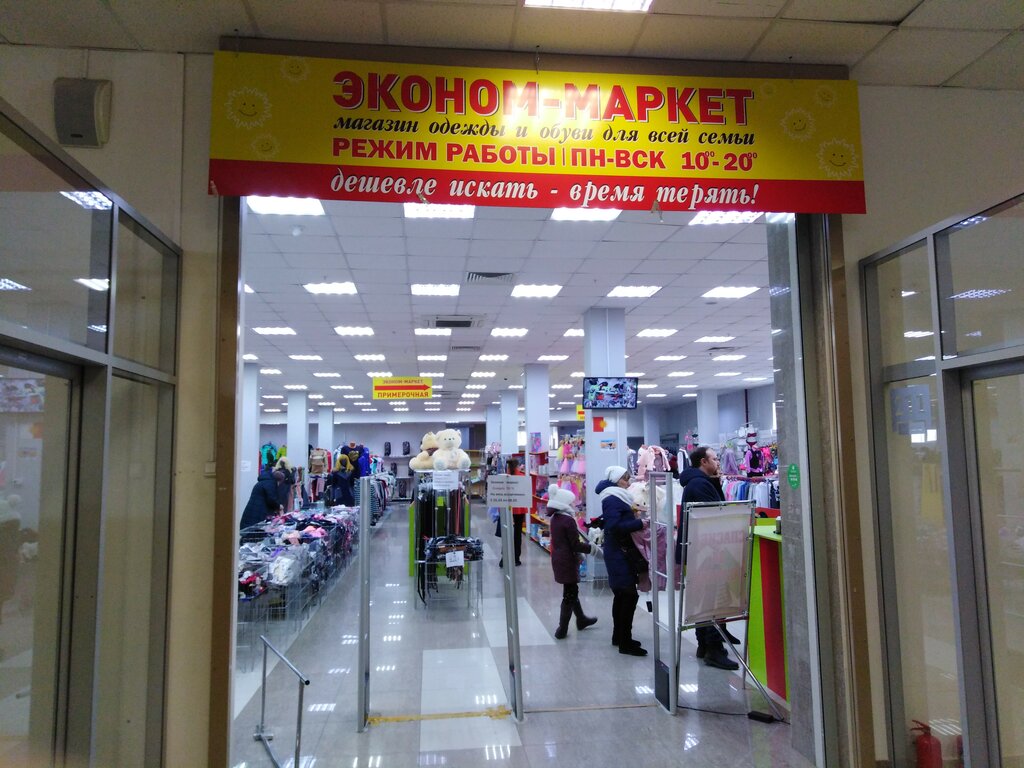 ЭКОНОМ-МАРКЕТ
магазин одежды и обуви для всей семьи
РЕЖИМ РАБОТЫ | ПН-ВСК 10⁰⁰-20⁰⁰
дешевле искать - время терять!
ЭКОНОМ-МАРКЕТ
ПРИМЕРОЧНАЯ